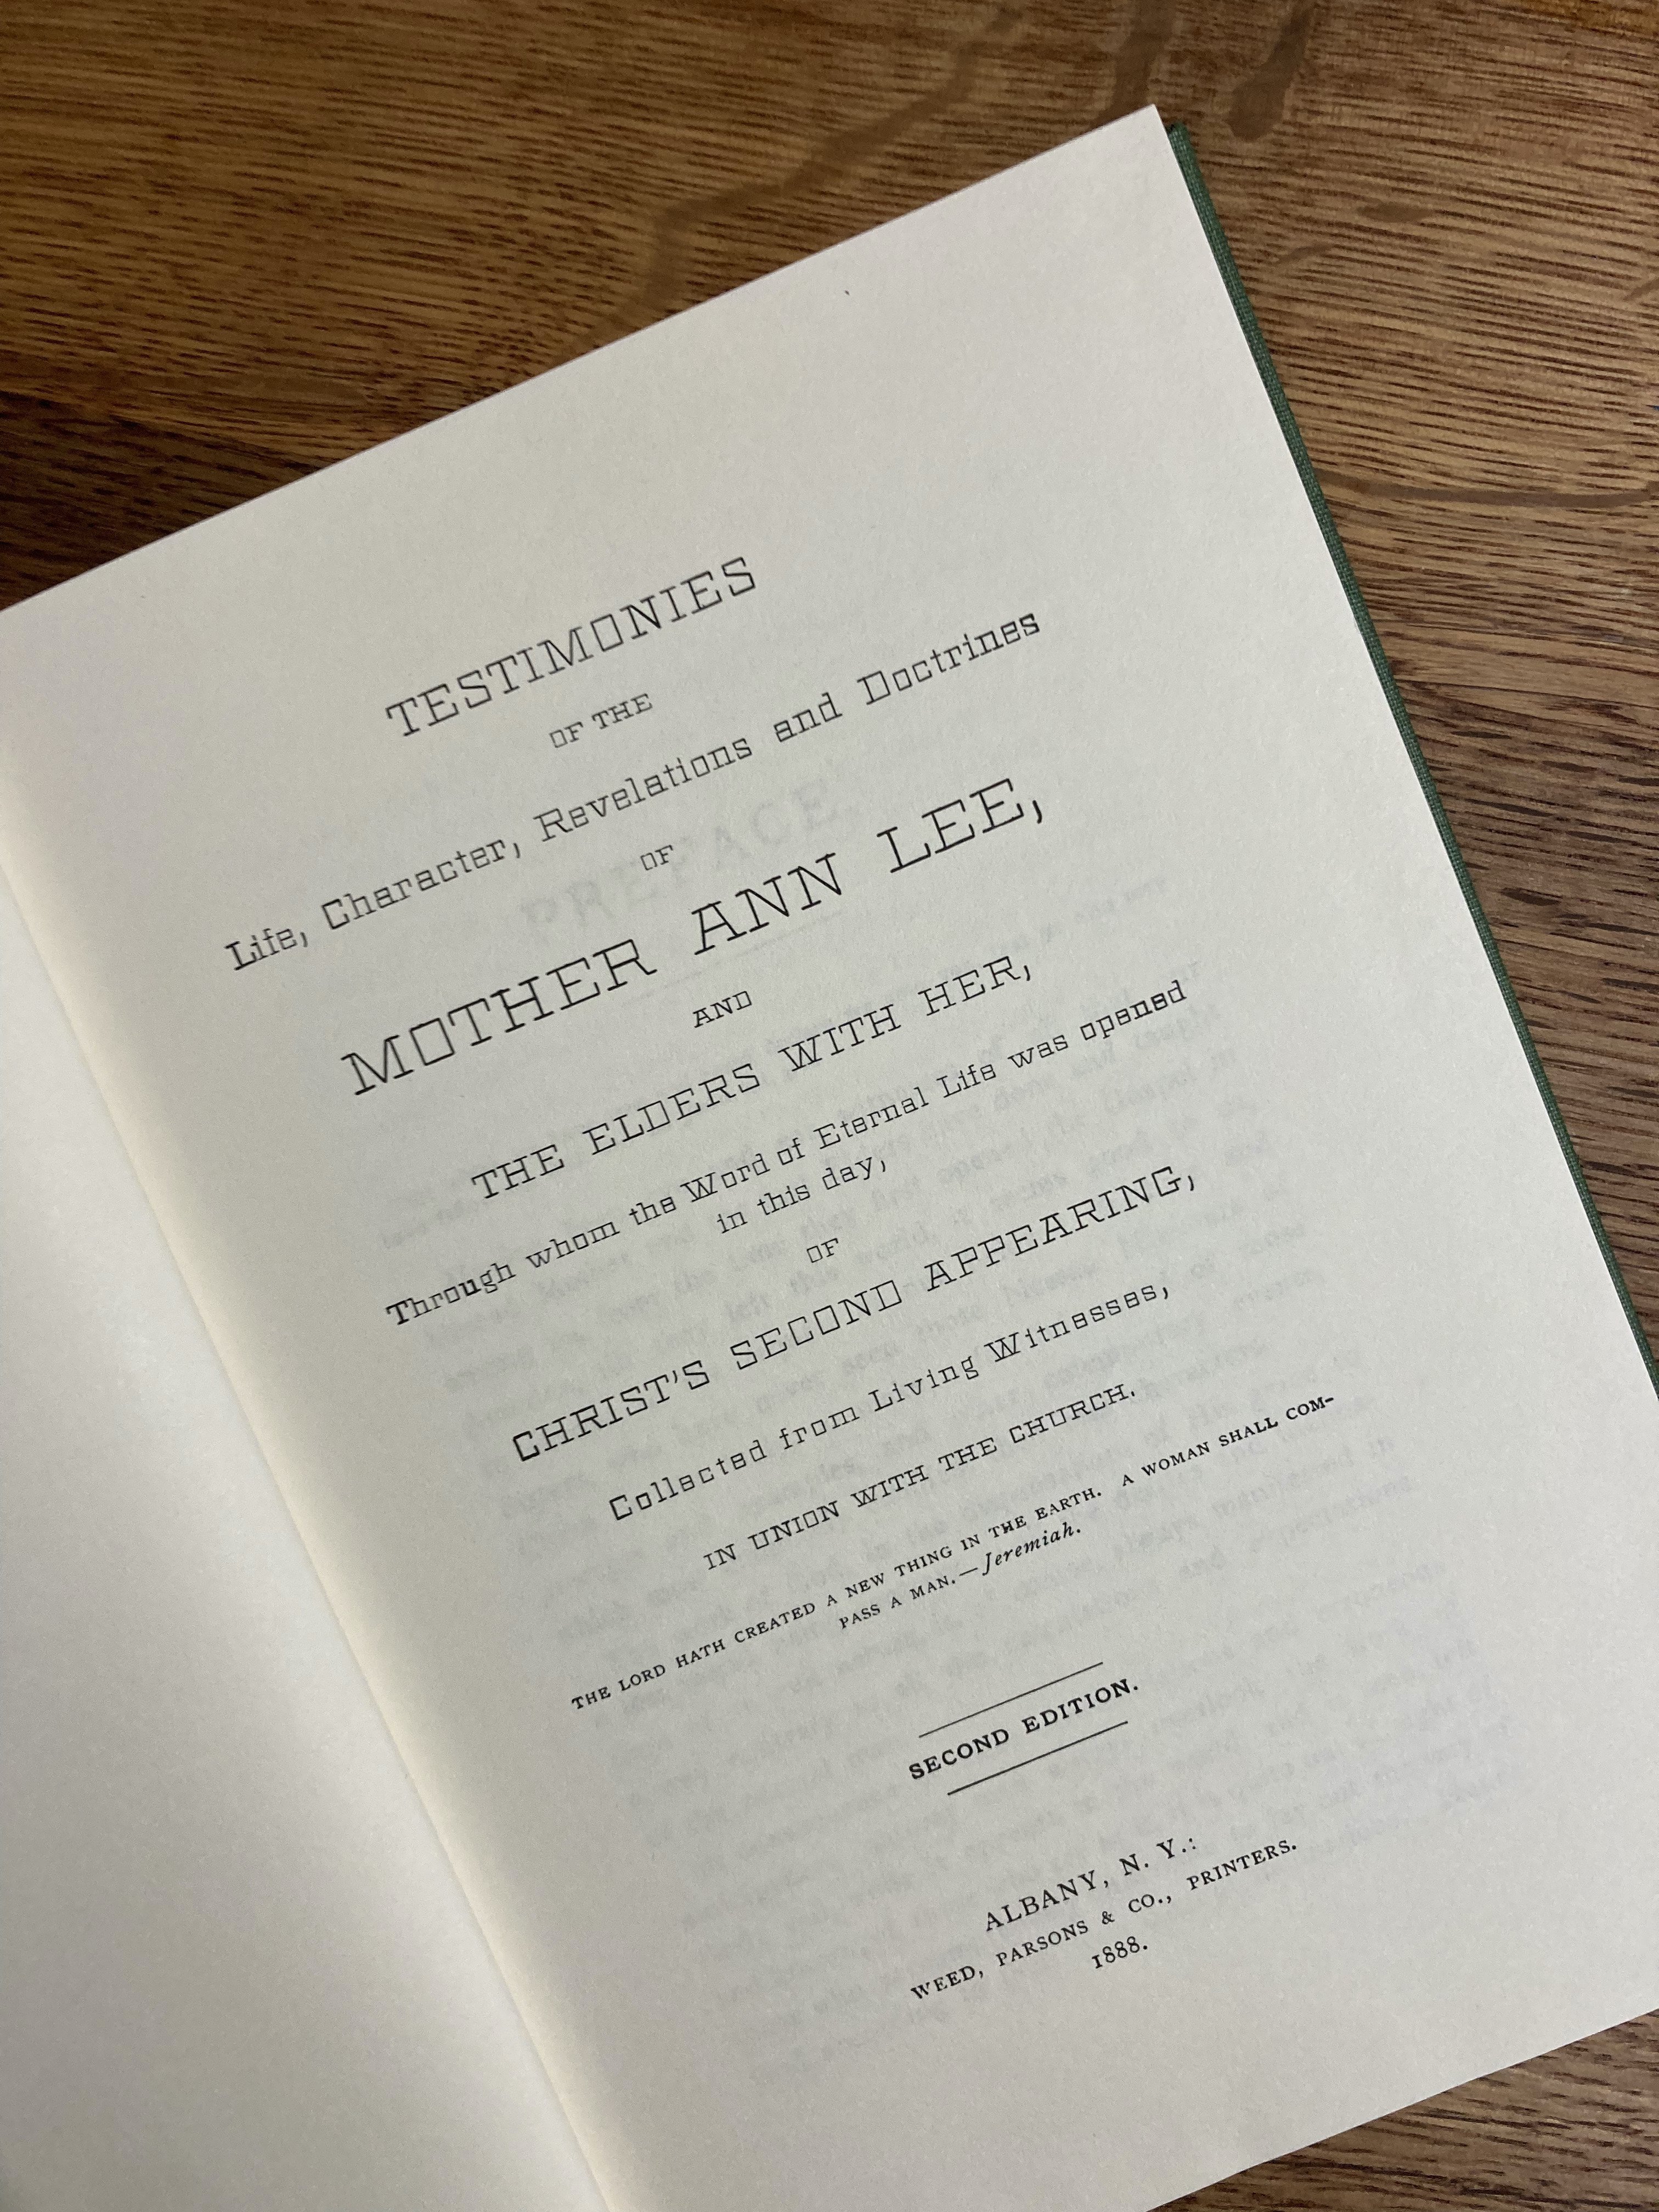 TESTIMONIES
OF THE
Life, Character, Revelations and Doctrines
OF
MOTHER ANN LEE,
AND
THE ELDERS WITH HER,
Through whom the Word of Eternal Life was opened
in this day,
OF
CHRIST'S SECOND APPEARING,
Collected from Living Witnesses,
IN UNION WITH THE CHURCH.
THE LORD HATH CREATED A NEW THING IN THE EARTH. A WOMAN SHALL COM-
PASS A MAN.—Jeremiah.
SECOND EDITION.
ALBANY, N. Y.:
WEED, PARSONS & CO., PRINTERS.
1888.